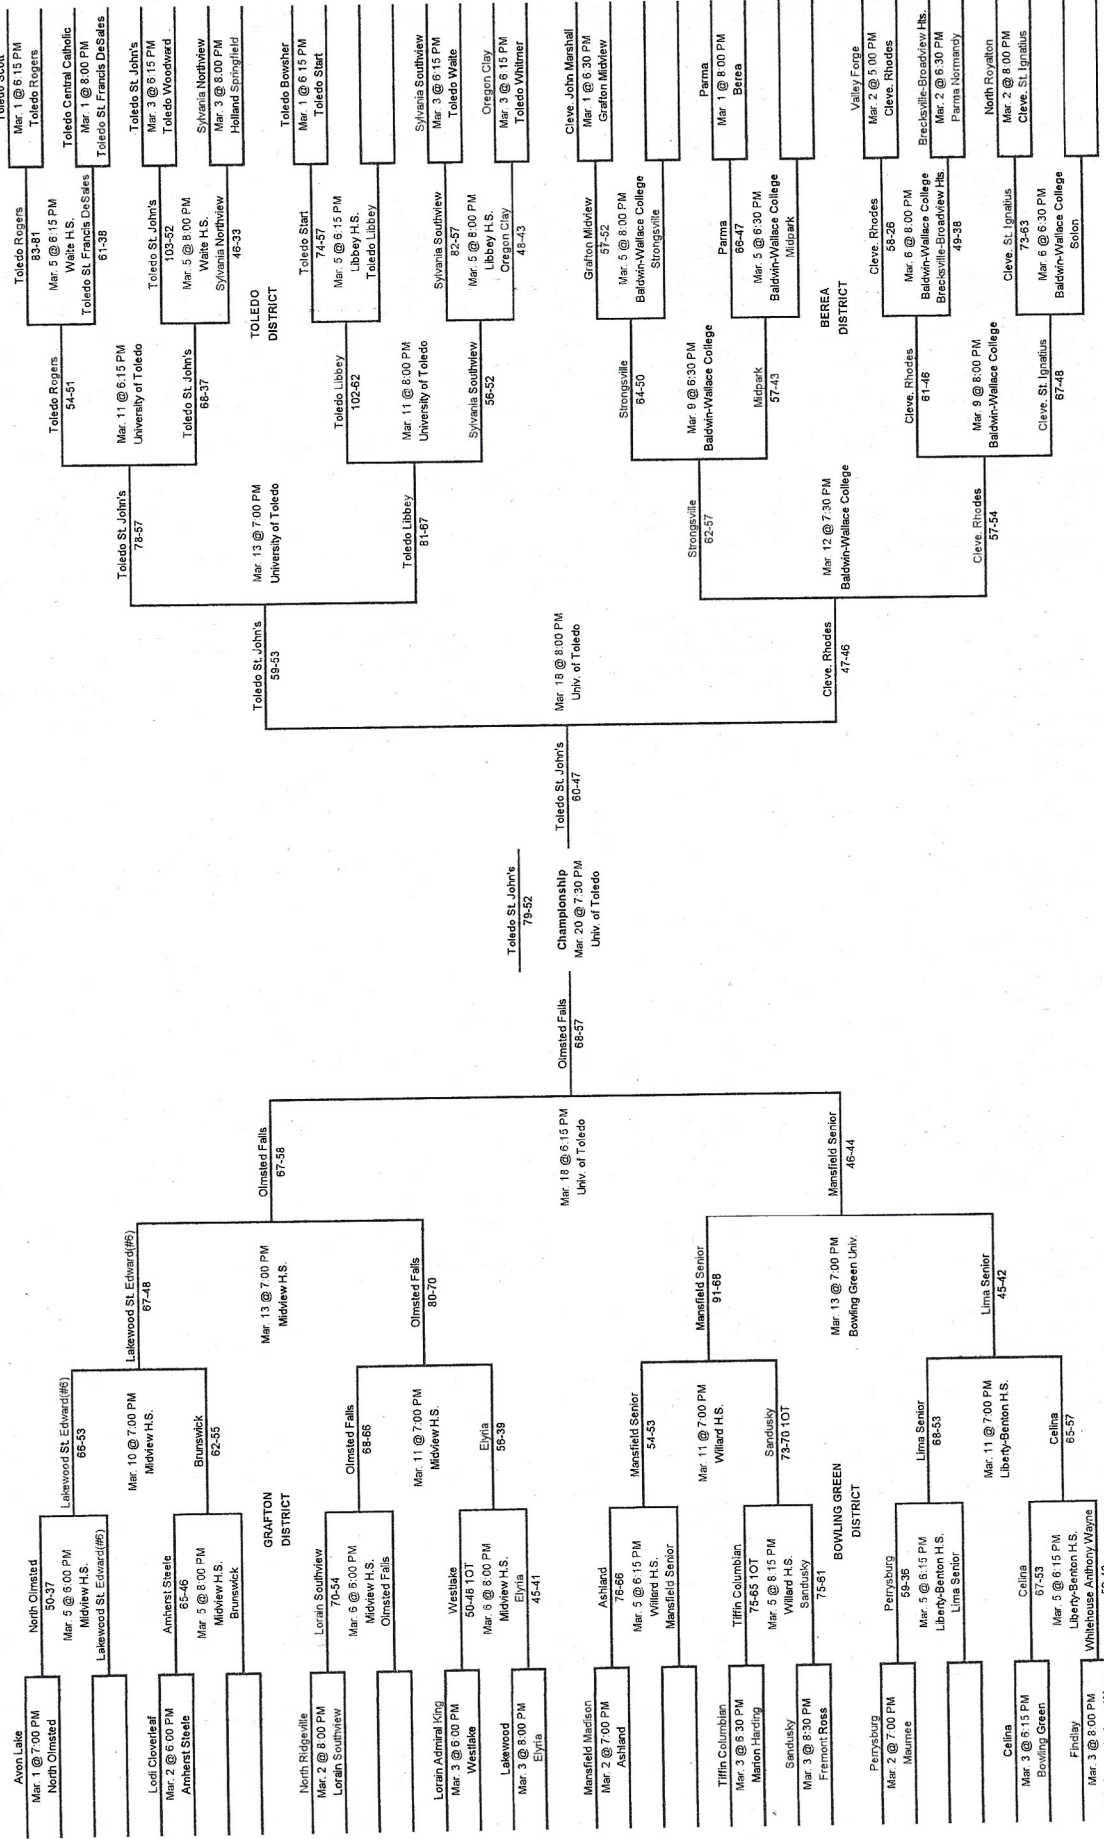 Avon Lake
Mar. 1 @ 7:00 PM
North Olmsted
North Olmsted
50-37
Mar. 5 @ 6:00 PM
Midview H.S.
Lakewood St. Edward(#6)
Lakewood St. Edward(#6)
66-53
Mar. 10 @ 7:00 PM
Midview H.S.
Lodi Cloverleaf
Mar. 2 @ 6:00 PM
Amherst Steele
Amherst Steele
65-46
Mar. 5 @ 8:00 PM
Midview H.S.
Brunswick
Brunswick
62-55
Lakewood St. Edward(#6)
67-48
GRAFTON
DISTRICT
Mar. 13 @ 7:00 PM
Midview H.S.
North Ridgeville
Mar. 2 @ 8:00 PM
Lorain Southview
Lorain Southview
70-54
Mar. 6 @ 6:00 PM
Midview H.S.
Olmsted Falls
Olmsted Falls
68-66
Mar. 11 @ 7:00 PM
Midview H.S.
Lorain Admiral King
Mar. 3 @ 6:00 PM
Westlake
Westlake
50-48 1OT
Mar. 6 @ 8:00 PM
Midview H.S.
Elyria
45-41
Lakewood
Mar. 3 @ 8:00 PM
Elyria
Elyria
56-39
Olmsted Falls
80-70
Olmsted Falls
67-58
Mar. 18 @ 6:15 PM
Univ. of Toledo
Mansfield Madison
Mar. 2 @ 7:00 PM
Ashland
Ashland
76-66
Mar. 5 @ 6:15 PM
Willard H.S.
Mansfield Senior
Mansfield Senior
54-53
Mar. 11 @ 7:00 PM
Willard H.S.
Tiffin Columbian
Mar. 3 @ 6:30 PM
Marion Harding
Tiffin Columbian
75-65 1OT
Mar. 5 @ 8:15 PM
Willard H.S.
Sandusky
75-61
Sandusky
Mar. 3 @ 8:30 PM
Fremont Ross
Sandusky
73-70 1OT
Mansfield Senior
91-68
BOWLING GREEN
DISTRICT
Mar. 13 @ 7:00 PM
Bowling Green Univ.
Perrysburg
Mar. 2 @ 7:00 PM
Maumee
Perrysburg
59-36
Mar. 5 @ 6:15 PM
Liberty-Benton H.S.
Lima Senior
Lima Senior
68-53
Mar. 11 @ 7:00 PM
Liberty-Benton H.S.
Celina
Mar. 3 @ 6:15 PM
Bowling Green
Celina
67-53
Mar. 5 @ 6:15 PM
Liberty-Benton H.S.
Whitehouse Anthony Wayne
Findlay
Mar. 3 @ 8:00 PM
Celina
65-57
Lima Senior
45-42
Mansfield Senior
46-44
Olmsted Falls
68-57
Toledo St. John's
79-52
Championship
Mar. 20 @ 7:30 PM
Univ. of Toledo
Toledo St. John's
60-47
Toledo St. John's
59-53
Mar. 18 @ 8:00 PM
Univ. of Toledo
Cleve. Rhodes
47-46
Toledo Scott
Mar. 1 @ 6:15 PM
Toledo Rogers
Toledo Rogers
83-81
Mar. 5 @ 6:15 PM
Waite H.S.
Toledo St. Francis DeSales
61-38
Toledo Central Catholic
Mar. 1 @ 8:00 PM
Toledo St. Francis DeSales
Toledo Rogers
54-51
Mar. 11 @ 6:15 PM
University of Toledo
Toledo St. John's
Mar. 3 @ 6:15 PM
Toledo Woodward
Toledo St. John's
103-52
Mar. 5 @ 8:00 PM
Waite H.S.
Sylvania Northview
46-33
Sylvania Northview
Mar. 3 @ 8:00 PM
Holland Springfield
Toledo St. John's
68-37
Toledo St. John's
78-57
TOLEDO
DISTRICT
Mar. 13 @ 7:00 PM
University of Toledo
Toledo Bowsher
Mar. 1 @ 6:15 PM
Toledo Start
Toledo Start
74-57
Mar. 5 @ 6:15 PM
Libbey H.S.
Toledo Libbey
Toledo Libbey
102-62
Mar. 11 @ 8:00 PM
University of Toledo
Sylvania Southview
Mar. 3 @ 6:15 PM
Toledo Waite
Sylvania Southview
82-57
Mar. 5 @ 8:00 PM
Libbey H.S.
Oregon Clay
48-43
Oregon Clay
Mar. 3 @ 6:15 PM
Toledo Whitmer
Sylvania Southview
56-52
Toledo Libbey
81-67
Cleve. John Marshall
Mar. 1 @ 6:30 PM
Grafton Midview
Grafton Midview
57-52
Mar. 5 @ 8:00 PM
Baldwin-Wallace College
Strongsville
Strongsville
64-50
Mar. 9 @ 6:30 PM
Baldwin-Wallace College
Parma
Mar. 1 @ 8:00 PM
Berea
Parma
66-47
Mar. 5 @ 6:30 PM
Baldwin-Wallace College
Midpark
Midpark
57-43
Strongsville
62-57
BEREA
DISTRICT
Mar. 12 @ 7:30 PM
Baldwin-Wallace College
Valley Forge
Mar. 2 @ 5:00 PM
Cleve. Rhodes
Cleve. Rhodes
58-26
Mar. 6 @ 8:00 PM
Baldwin-Wallace College
Brecksville-Broadview Hts.
49-38
Brecksville-Broadview Hts.
Mar. 2 @ 6:30 PM
Parma Normandy
Cleve. Rhodes
61-46
Mar. 9 @ 8:00 PM
Baldwin-Wallace College
North Royalton
Mar. 2 @ 8:00 PM
Cleve. St. Ignatius
Cleve. St. Ignatius
73-63
Mar. 6 @ 6:30 PM
Baldwin-Wallace College
Solon
Cleve. St. Ignatius
67-48
Cleve. Rhodes
57-54